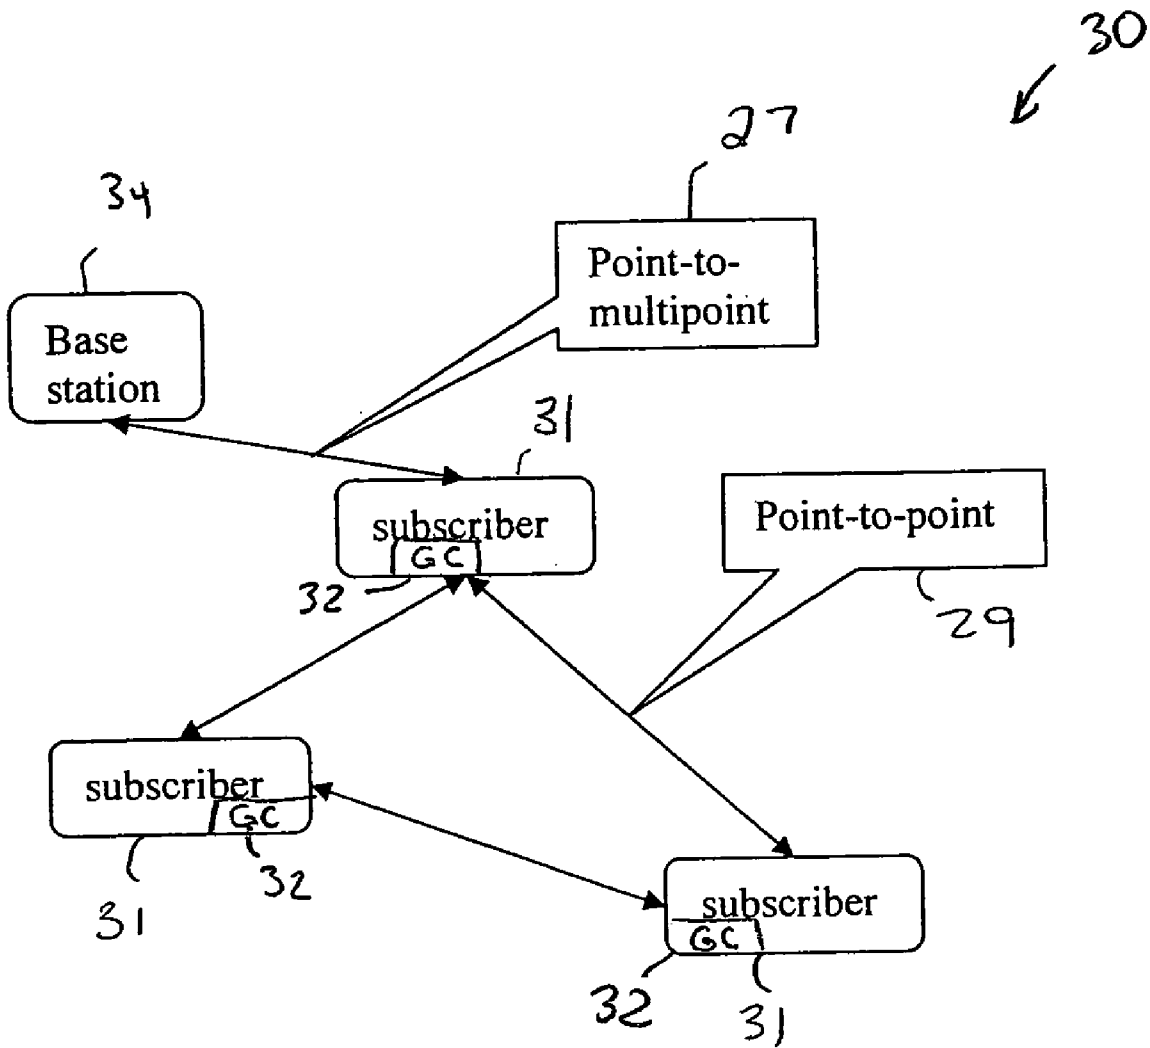 30
27
34
Point-to-
multipoint
Base
station
31
subscriber
GC
32
Point-to-point
29
subscriber
GC
32
31
subscriber
GC
32
31